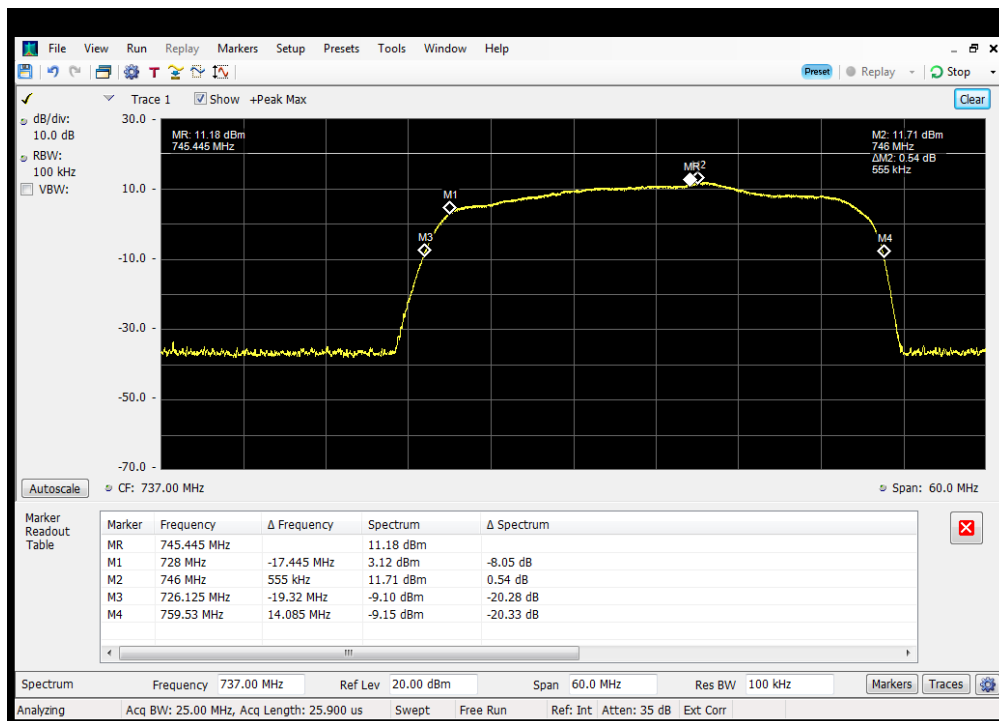 File View Run Replay Markers Setup Presets Tools Window Help
Preset Replay Stop
Trace 1 Show +Peak Max Clear
dB/div:
10.0 dB
RBW:
100 kHz
VBW:
30.0
10.0
-10.0
-30.0
-50.0
-70.0
MR: 11.18 dBm
745.445 MHz
M2: 11.71 dBm
746 MHz
ΔM2: 0.54 dB
555 kHz
M1
MR2
M3
M4
Autoscale CF: 737.00 MHz Span: 60.0 MHz
Marker
Readout
Table
Marker Frequency Δ Frequency Spectrum Δ Spectrum
MR 745.445 MHz 11.18 dBm
M1 728 MHz -17.445 MHz 3.12 dBm -8.05 dB
M2 746 MHz 555 kHz 11.71 dBm 0.54 dB
M3 726.125 MHz -19.32 MHz -9.10 dBm -20.28 dB
M4 759.53 MHz 14.085 MHz -9.15 dBm -20.33 dB
Spectrum Frequency 737.00 MHz Ref Lev 20.00 dBm Span 60.0 MHz Res BW 100 kHz Markers Traces
Analyzing Acq BW: 25.00 MHz, Acq Length: 25.900 us Swept Free Run Ref: Int Atten: 35 dB Ext Corr